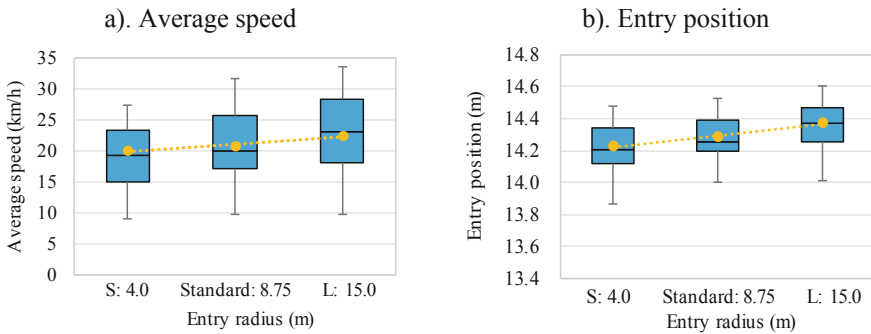 a). Average speed
35
30
25
20
15
10
5
0
Average speed (km/h)
S: 4.0 Standard: 8.75 L: 15.0
Entry radius (m)
b). Entry position
14.8
14.6
14.4
14.2
14.0
13.8
13.6
13.4
Entry position (m)
S: 4.0 Standard: 8.75 L: 15.0
Entry radius (m)